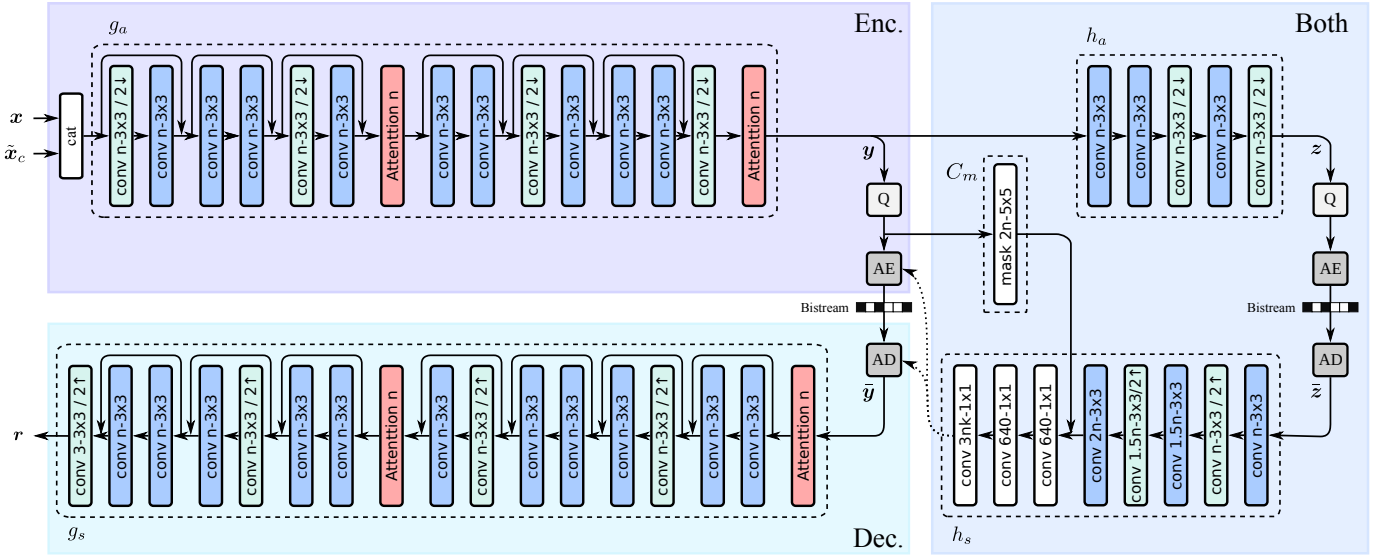 Enc.
Both
g_a
h_a
x
x̃_c
cat
conv n-3x3 / 2↓
conv n-3x3
conv n-3x3
conv n-3x3
conv n-3x3 / 2↓
conv n-3x3
Attenttion n
conv n-3x3
conv n-3x3
conv n-3x3 / 2↓
conv n-3x3
conv n-3x3
conv n-3x3
conv n-3x3 / 2↓
Attenttion n
y
Q
AE
Bistream
AD
ȳ
C_m
mask 2n-5x5
conv n-3x3
conv n-3x3
conv n-3x3 / 2↓
conv n-3x3
conv n-3x3 / 2↓
z
Q
AE
Bistream
AD
z̄
r
conv 3-3x3 / 2↑
conv n-3x3
conv n-3x3
conv n-3x3
conv n-3x3 / 2↑
conv n-3x3
conv n-3x3
Attenttion n
conv n-3x3
conv n-3x3 / 2↑
conv n-3x3
conv n-3x3
conv n-3x3
conv n-3x3 / 2↑
conv n-3x3
conv n-3x3
Attenttion n
conv 3nk-1x1
conv 640-1x1
conv 640-1x1
conv 2n-3x3
conv 1.5n-3x3/2↑
conv 1.5n-3x3
conv n-3x3 / 2↑
conv n-3x3
g_s
Dec.
h_s